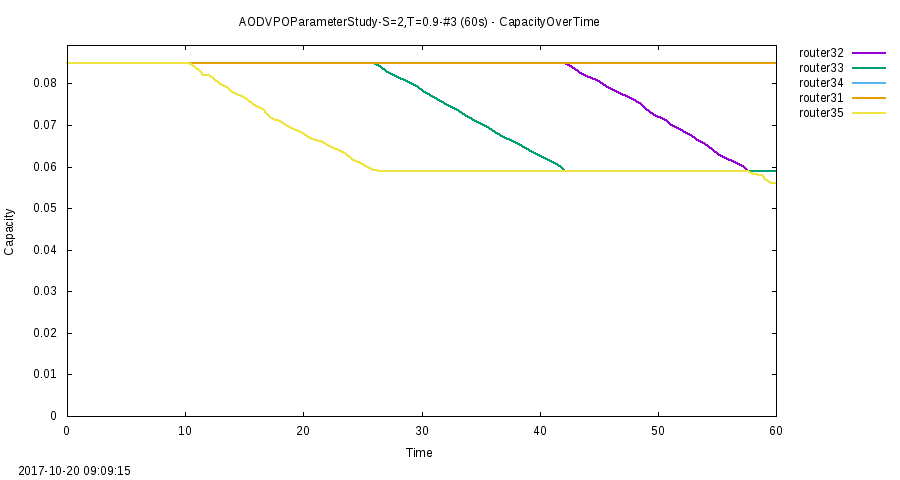 AODVPOParameterStudy-S=2,T=0.9-#3 (60s) - CapacityOverTime
router32
router33
router34
router31
router35
0.08
0.07
0.06
0.05
0.04
0.03
0.02
0.01
0
Capacity
0 10 20 30 40 50 60
Time
2017-10-20 09:09:15